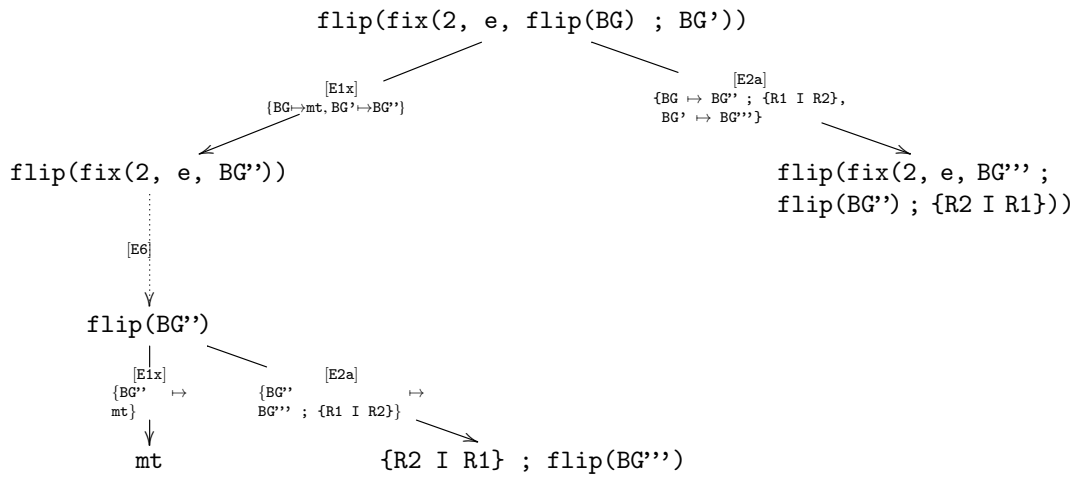 flip(fix(2, e, flip(BG) ; BG’))
[E1x]
{BG↦mt, BG’↦BG’’}
[E2a]
{BG ↦ BG’’ ; {R1 I R2},
BG’ ↦ BG’’’}
flip(fix(2, e, BG’’))
flip(fix(2, e, BG’’’ ;
flip(BG’’) ; {R2 I R1}))
[E6]
flip(BG’’)
[E1x]
{BG’’ ↦
mt}
[E2a]
{BG’’ ↦
BG’’’ ; {R1 I R2}}
mt
{R2 I R1} ; flip(BG’’’)